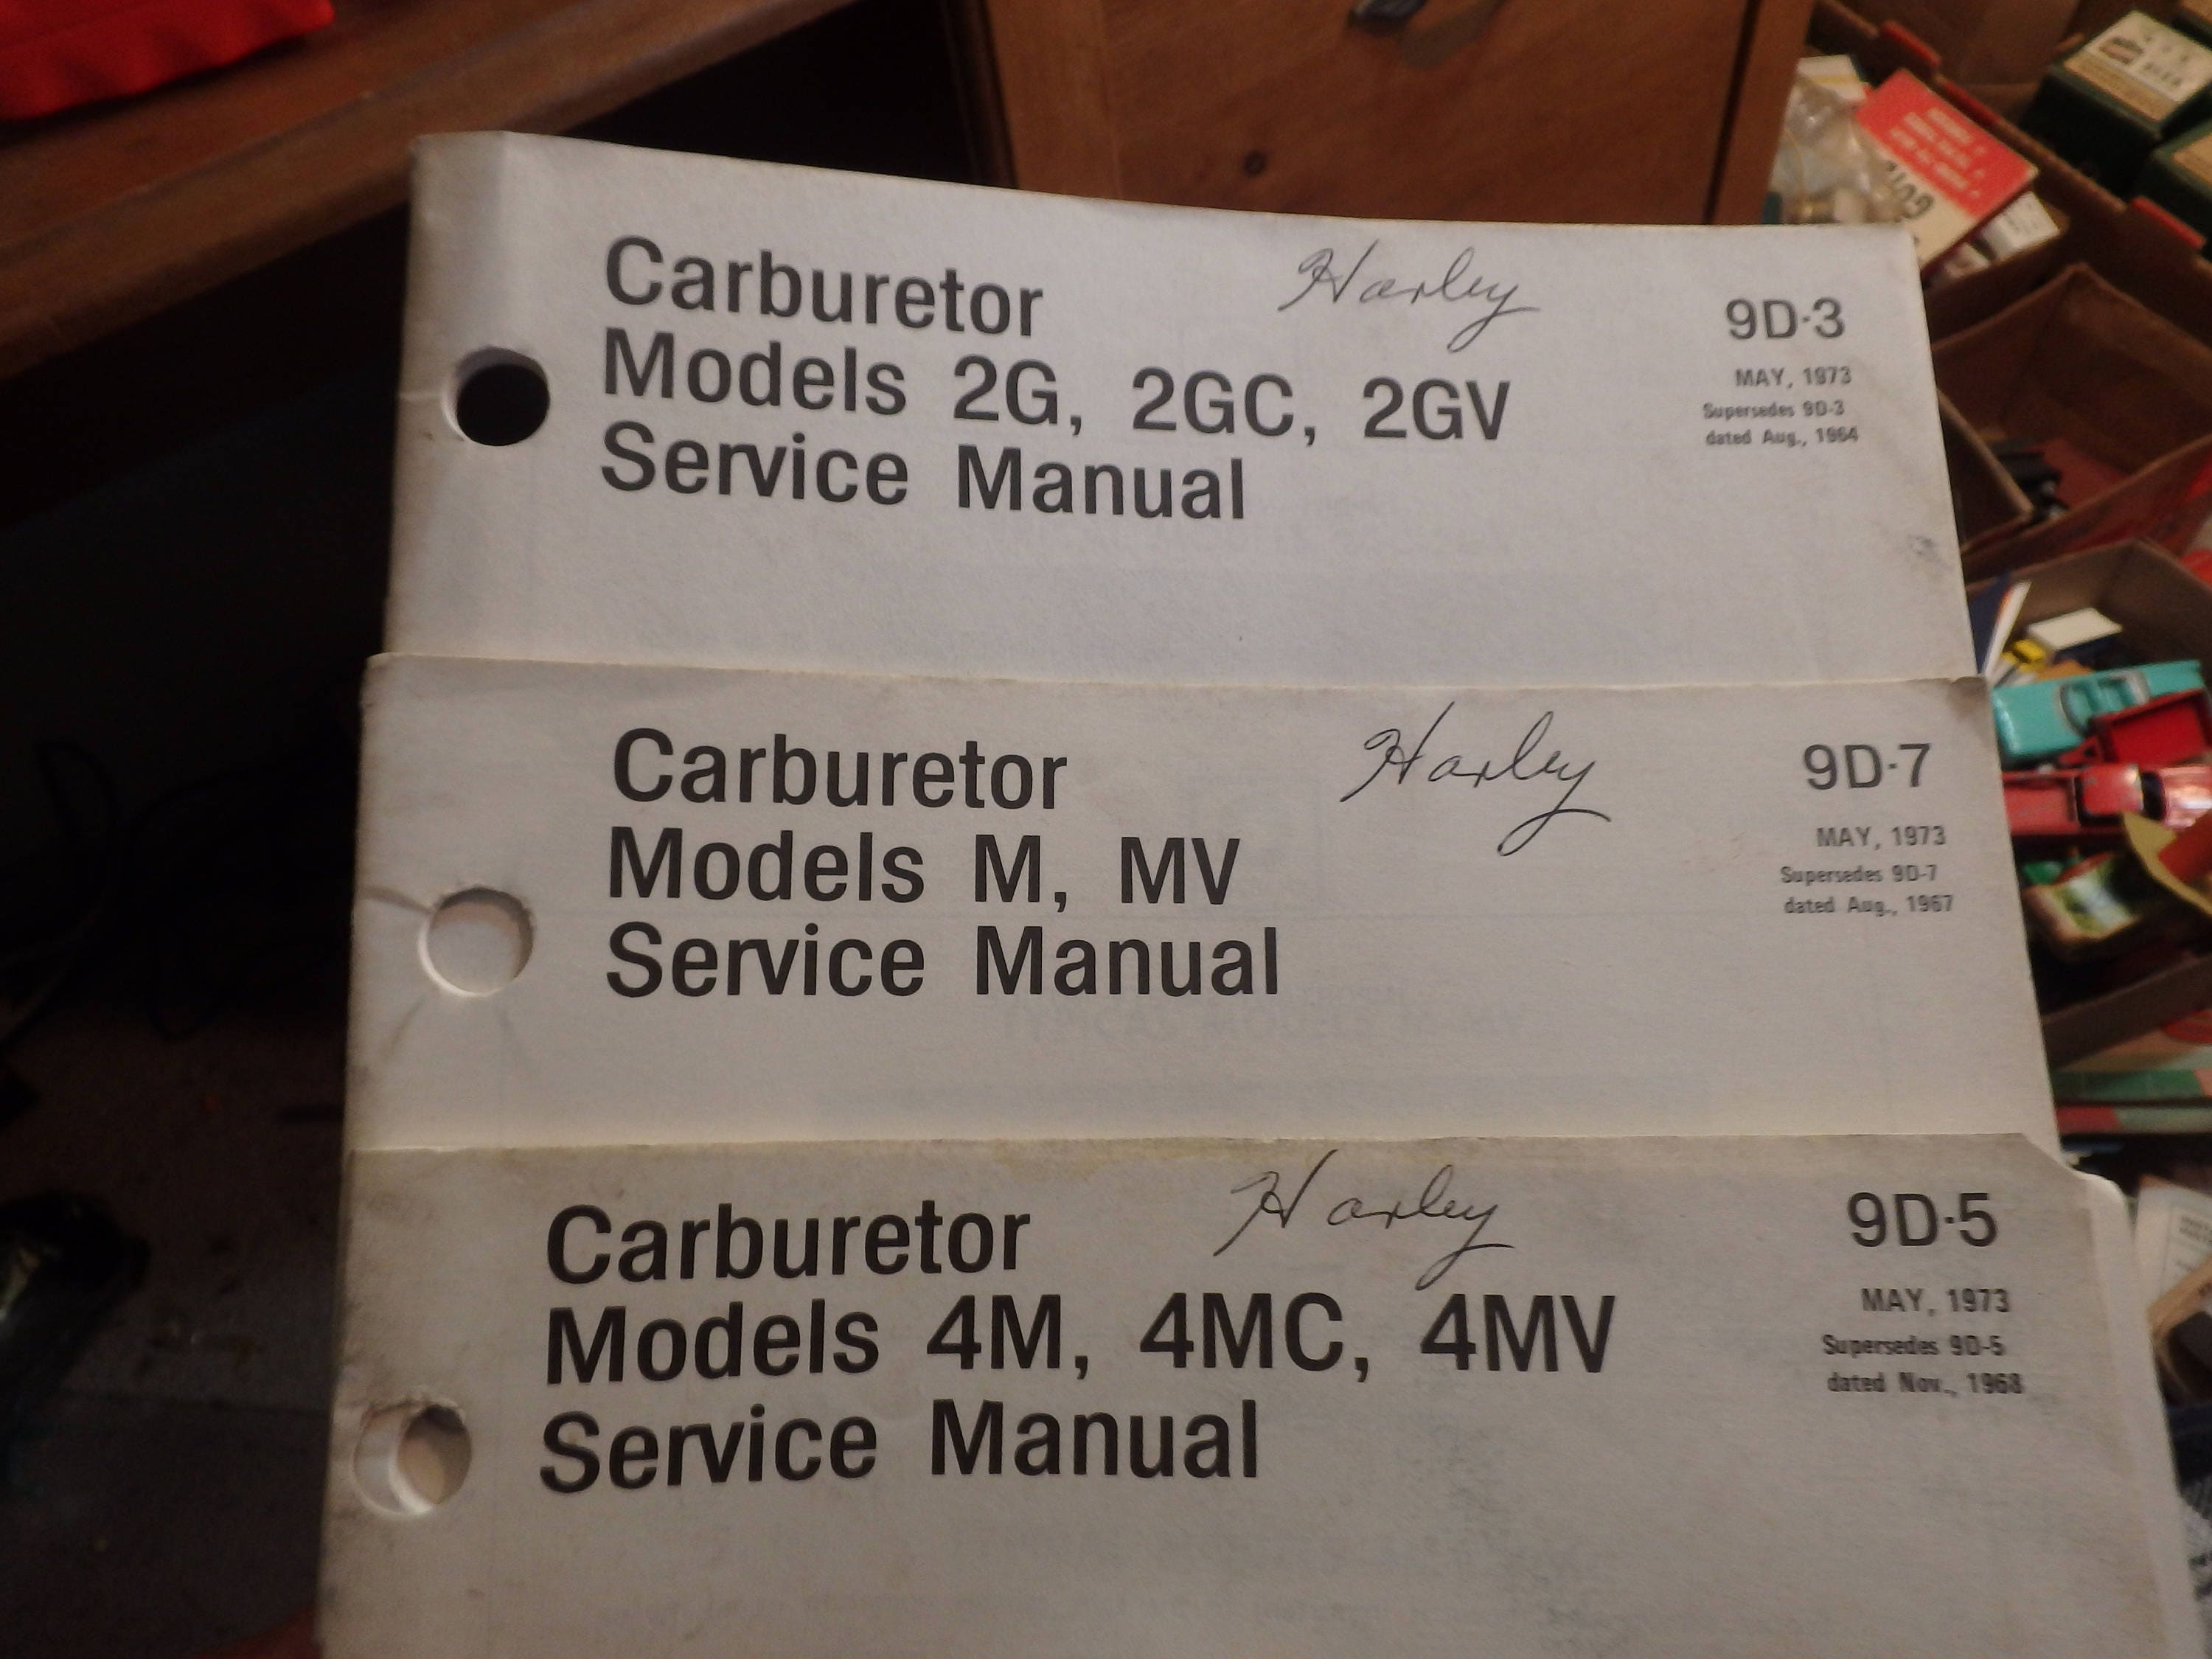 Carburetor
Models 2G, 2GC, 2GV
Service Manual
Harley
9D-3
MAY, 1973
Supersedes 9D-3
dated Aug., 1964
Carburetor
Models M, MV
Service Manual
Harley
9D-7
MAY, 1973
Supersedes 9D-7
dated Aug., 1967
Carburetor
Models 4M, 4MC, 4MV
Service Manual
Harley
9D-5
MAY, 1973
Supersedes 9D-5
dated Nov., 1968